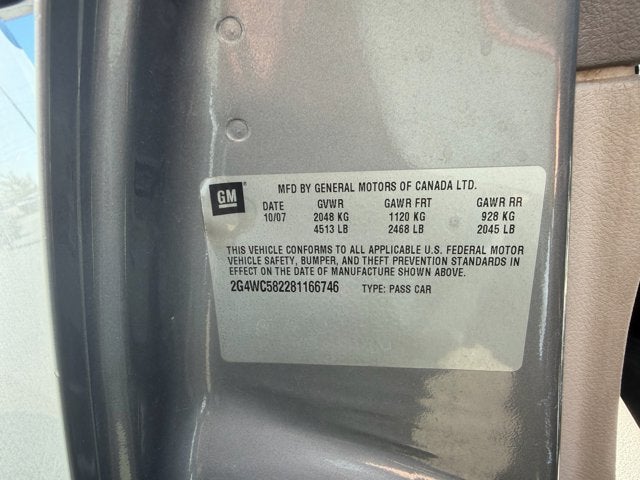 GM MFD BY GENERAL MOTORS OF CANADA LTD.
DATE GVWR GAWR FRT GAWR RR
10/07 2048 KG 1120 KG 928 KG
4513 LB 2468 LB 2045 LB
THIS VEHICLE CONFORMS TO ALL APPLICABLE U.S. FEDERAL MOTOR
VEHICLE SAFETY, BUMPER, AND THEFT PREVENTION STANDARDS IN
EFFECT ON THE DATE OF MANUFACTURE SHOWN ABOVE.
2G4WC582281166746 TYPE: PASS CAR